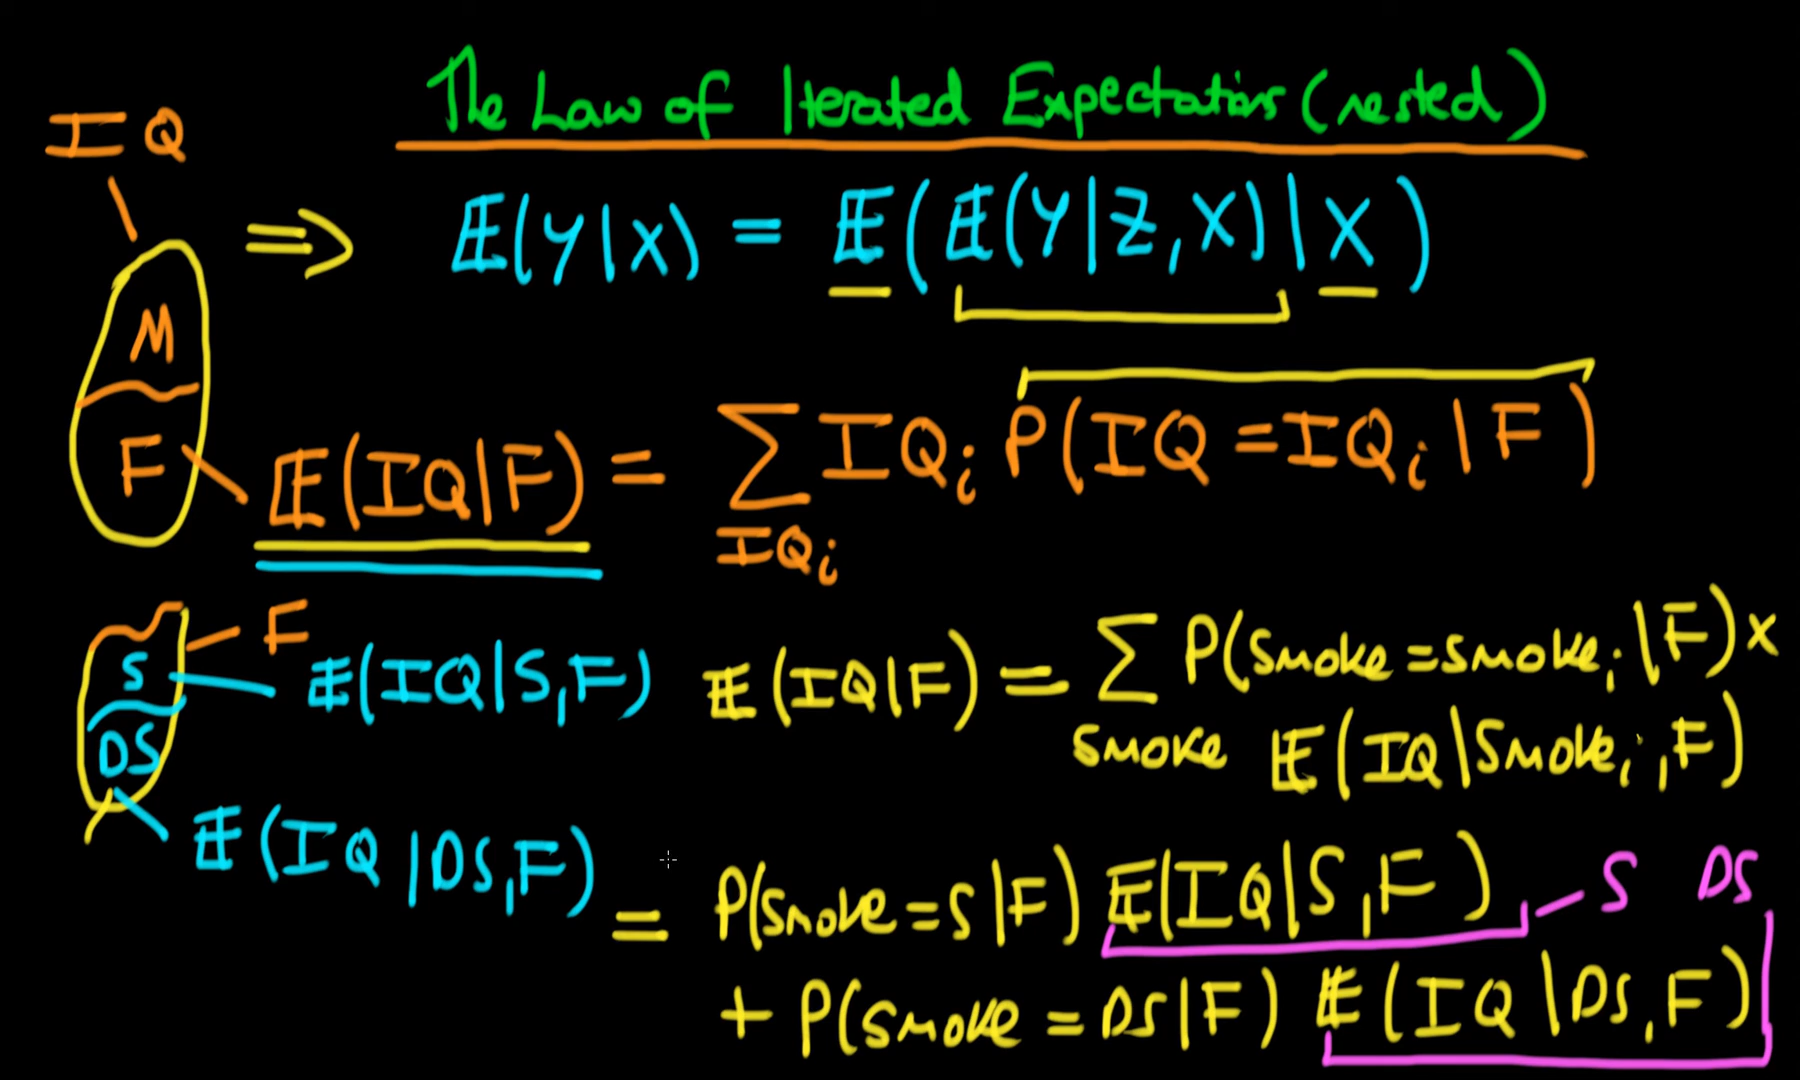 The Law of Iterated Expectations (nested)
IQ
⇒ 𝔼(Y|X) = 𝔼(𝔼(Y|Z,X)|X)
M
F
𝔼(IQ|F) = ∑ IQi P(IQ=IQi|F)
IQi
F
S
𝔼(IQ|S,F)
DS
𝔼(IQ|DS,F)
𝔼(IQ|F) = ∑ P(smoke=smokei|F)x
smoke 𝔼(IQ|Smokei,F)
= P(smoke=S|F) 𝔼(IQ|S,F) S DS
+ P(smoke=DS|F) 𝔼(IQ|DS,F)